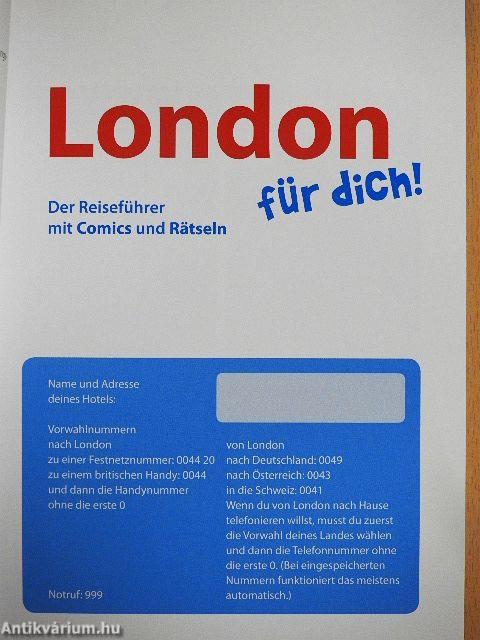 London
für dich!
Der Reiseführer
mit Comics und Rätseln
Name und Adresse
deines Hotels:
Vorwahlnummern
nach London
zu einer Festnetznummer: 0044 20
zu einem britischen Handy: 0044
und dann die Handynummer
ohne die erste 0
Notruf: 999
von London
nach Deutschland: 0049
nach Österreich: 0043
in die Schweiz: 0041
Wenn du von London nach Hause
telefonieren willst, musst du zuerst
die Vorwahl deines Landes wählen
und dann die Telefonnummer ohne
die erste 0. (Bei eingespeicherten
Nummern funktioniert das meistens
automatisch.)
Antikvárium.hu